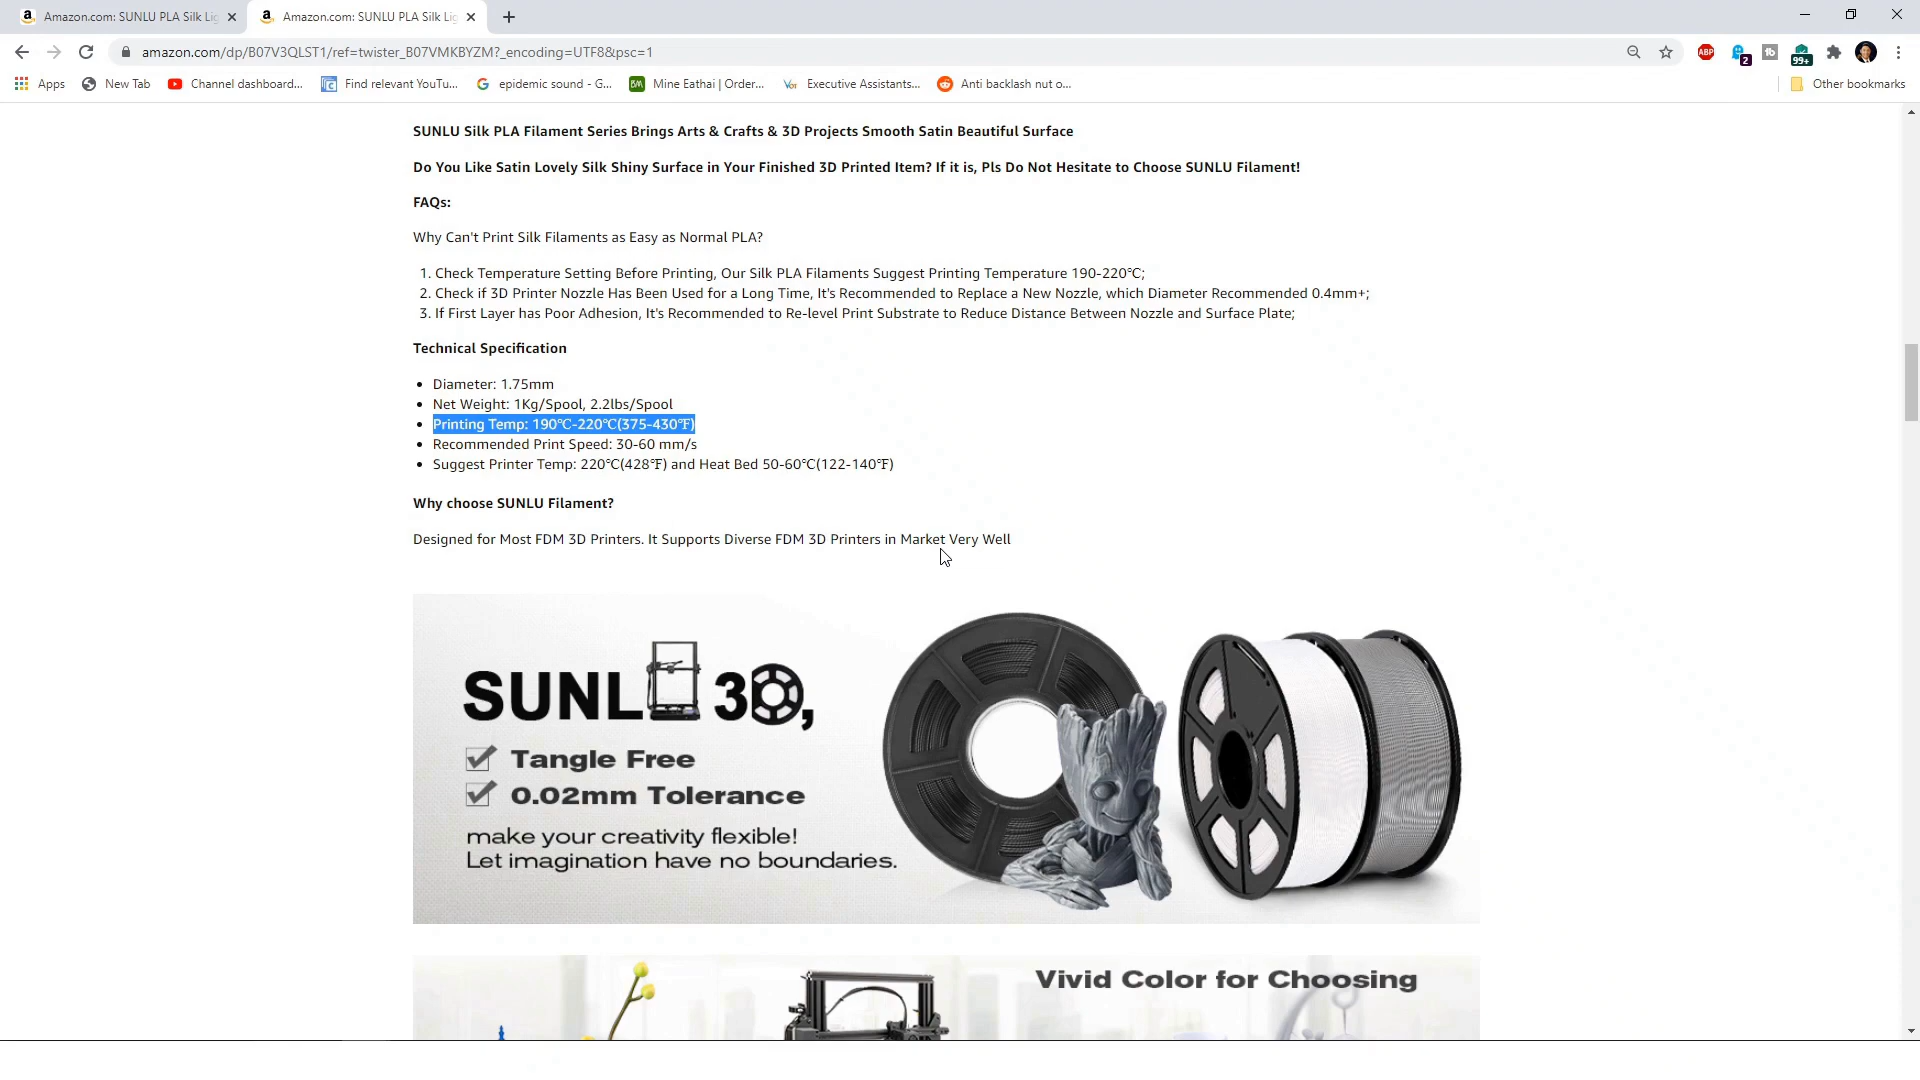 Amazon.com: SUNLU PLA Silk Lig
Amazon.com: SUNLU PLA Silk Lig
amazon.com/dp/B07V3QLST1/ref=twister_B07VMKBYZM?_encoding=UTF8&psc=1
ABP
2
tb
99+
Apps
New Tab
Channel dashboard...
Find relevant YouTu...
epidemic sound - G...
BM
Mine Eathai | Order...
Executive Assistants...
Anti backlash nut o...
Other bookmarks
SUNLU Silk PLA Filament Series Brings Arts & Crafts & 3D Projects Smooth Satin Beautiful Surface
Do You Like Satin Lovely Silk Shiny Surface in Your Finished 3D Printed Item? If it is, Pls Do Not Hesitate to Choose SUNLU Filament!
FAQs:
Why Can't Print Silk Filaments as Easy as Normal PLA?
1. Check Temperature Setting Before Printing, Our Silk PLA Filaments Suggest Printing Temperature 190-220℃;
2. Check if 3D Printer Nozzle Has Been Used for a Long Time, It's Recommended to Replace a New Nozzle, which Diameter Recommended 0.4mm+;
3. If First Layer has Poor Adhesion, It's Recommended to Re-level Print Substrate to Reduce Distance Between Nozzle and Surface Plate;
Technical Specification
• Diameter: 1.75mm
• Net Weight: 1Kg/Spool, 2.2lbs/Spool
• Printing Temp: 190℃-220℃(375-430℉)
• Recommended Print Speed: 30-60 mm/s
• Suggest Printer Temp: 220℃(428℉) and Heat Bed 50-60℃(122-140℉)
Why choose SUNLU Filament?
Designed for Most FDM 3D Printers. It Supports Diverse FDM 3D Printers in Market Very Well
SUNLU 3D,
Tangle Free
0.02mm Tolerance
make your creativity flexible!
Let imagination have no boundaries.
Vivid Color for Choosing